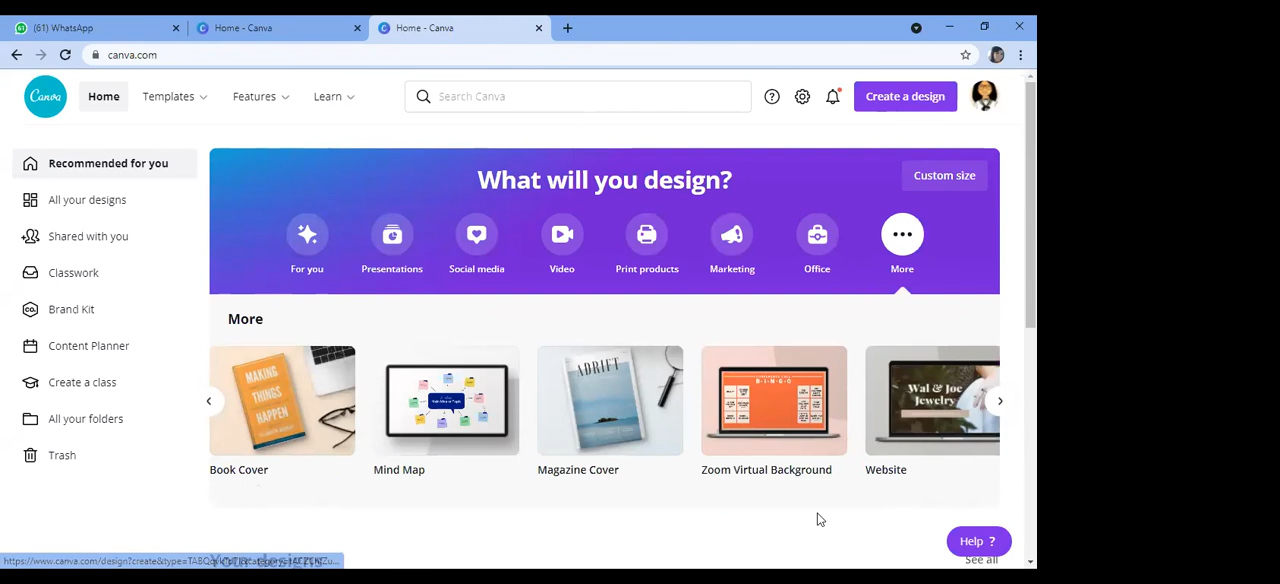 (61) WhatsApp
Home - Canva
Home - Canva
canva.com
Canva
Home
Templates
Features
Learn
Search Canva
Create a design
Recommended for you
All your designs
Shared with you
Classwork
Brand Kit
Content Planner
Create a class
All your folders
Trash
What will you design?
Custom size
For you
Presentations
Social media
Video
Print products
Marketing
Office
More
More
MAKING
THINGS
HAPPEN
ADRIFT
BINGO
Wal & Joe
Jewelry
Book Cover
Mind Map
Magazine Cover
Zoom Virtual Background
Website
Your designs
See all
Help ?